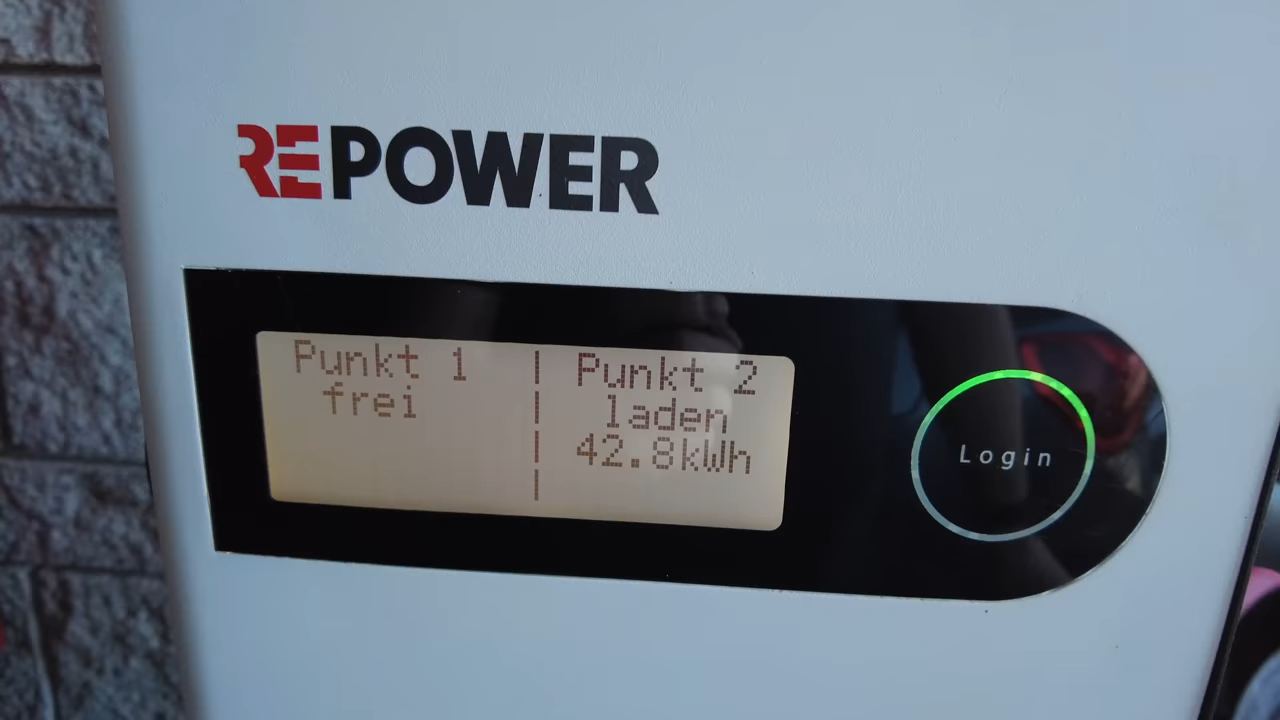 REPOWER
Punkt 1 | Punkt 2
frei | laden
| 42.8kWh
|
Login